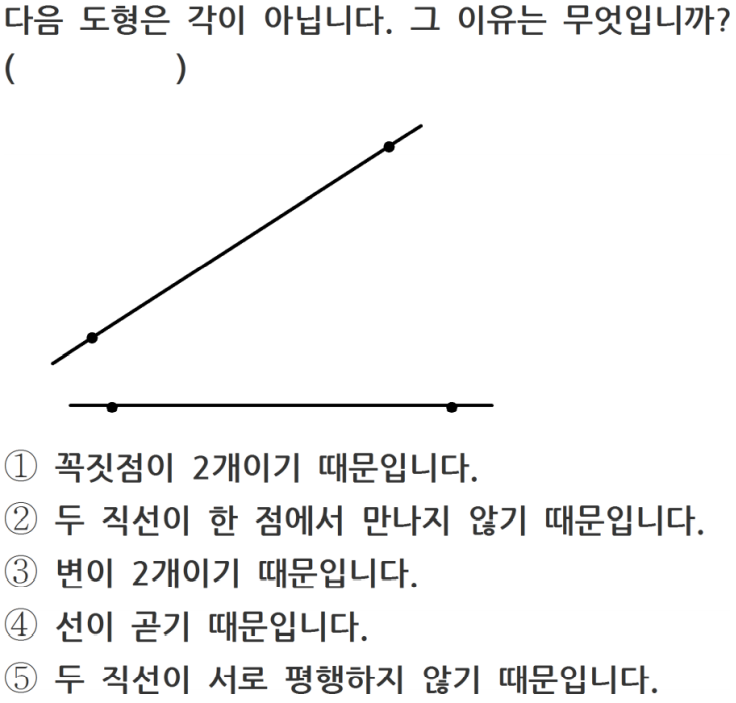 다음 도형은 각이 아닙니다. 그 이유는 무엇입니까?
(          )
① 꼭짓점이 2개이기 때문입니다.
② 두 직선이 한 점에서 만나지 않기 때문입니다.
③ 변이 2개이기 때문입니다.
④ 선이 곧기 때문입니다.
⑤ 두 직선이 서로 평행하지 않기 때문입니다.